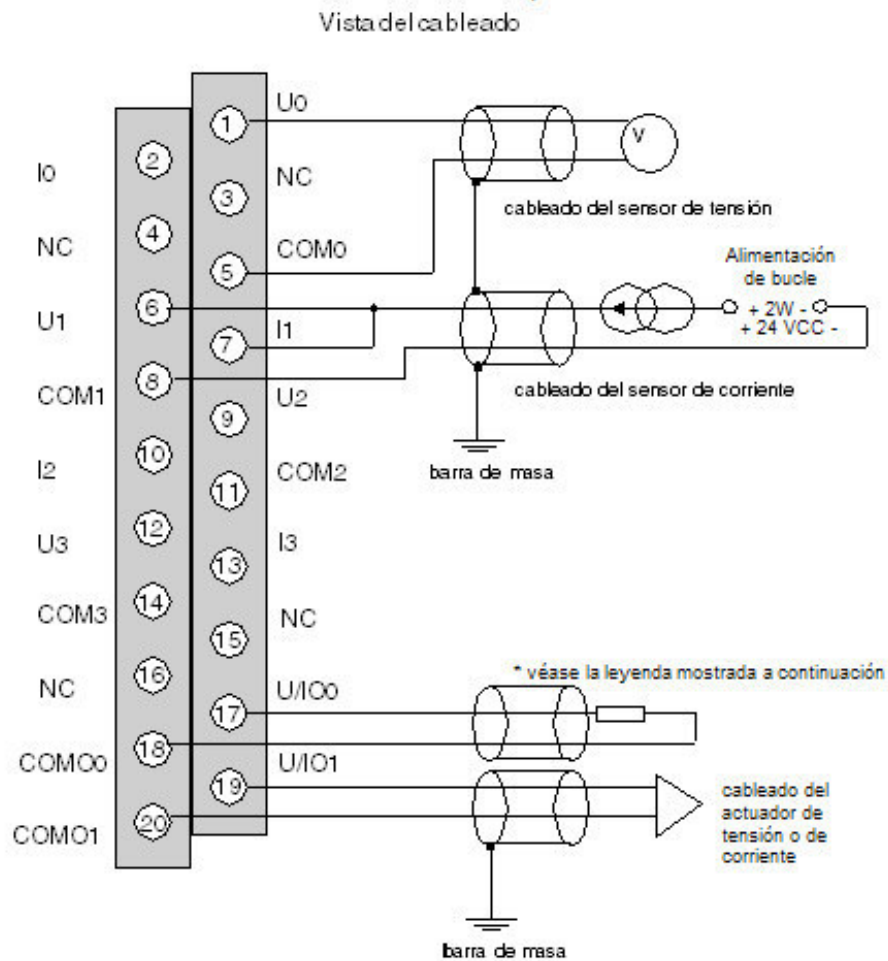 Vista del cableado
U0
1
2
I0
NC
3
4
NC
COM0
5
6
U1
I1
7
8
COM1
U2
9
10
I2
COM2
11
12
U3
I3
13
14
COM3
NC
15
16
NC
U/IO0
17
18
COMO0
U/IO1
19
20
COMO1
V
cableado del sensor de tensión
Alimentación
de bucle
+ 2W -
+ 24 VCC -
cableado del sensor de corriente
barra de masa
* véase la leyenda mostrada a continuación
cableado del
actuador de
tensión o de
corriente
barra de masa